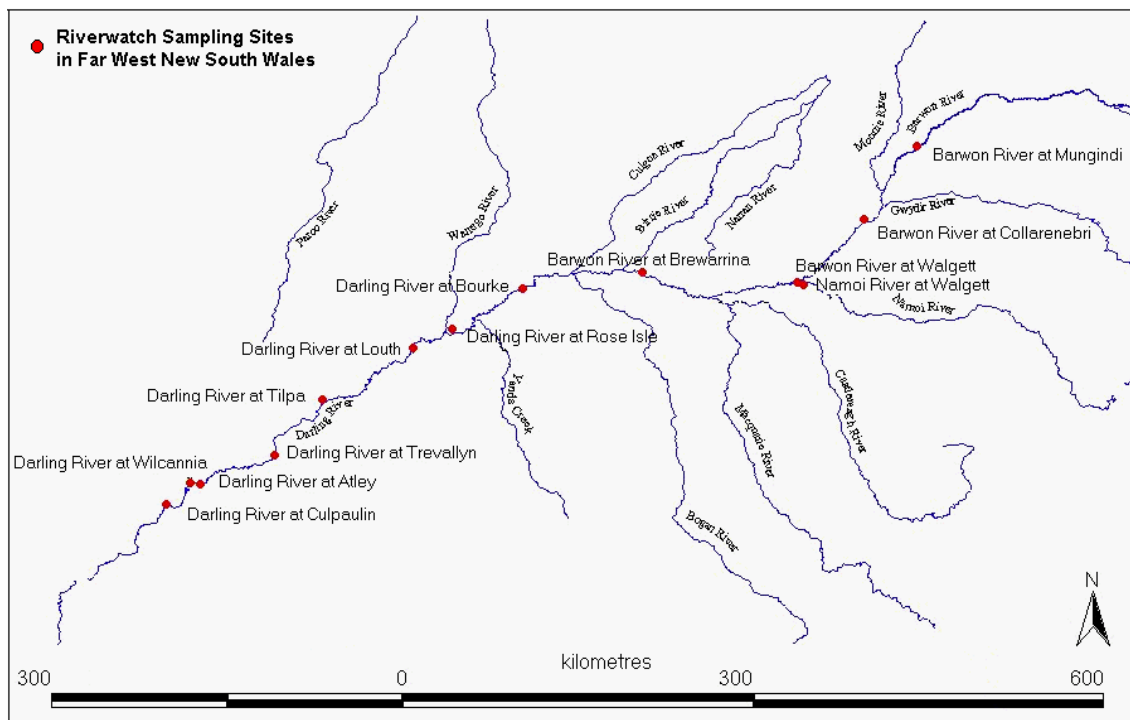 Riverwatch Sampling Sites
in Far West New South Wales
Paroo River
Warrego River
Culgoa River
Birrie River
Narran River
Moonie River
Barwon River
Barwon River at Mungindi
Gwydir River
Barwon River at Collarenebri
Barwon River at Brewarrina
Barwon River at Walgett
Namoi River at Walgett
Namoi River
Darling River at Bourke
Darling River at Rose Isle
Darling River at Louth
Yanda Creek
Darling River at Tilpa
Darling River
Castlereagh River
Macquarie River
Darling River at Trevallyn
Darling River at Wilcannia
Darling River at Atley
Darling River at Culpaulin
Bogan River
N
kilometres
300 0 300 600